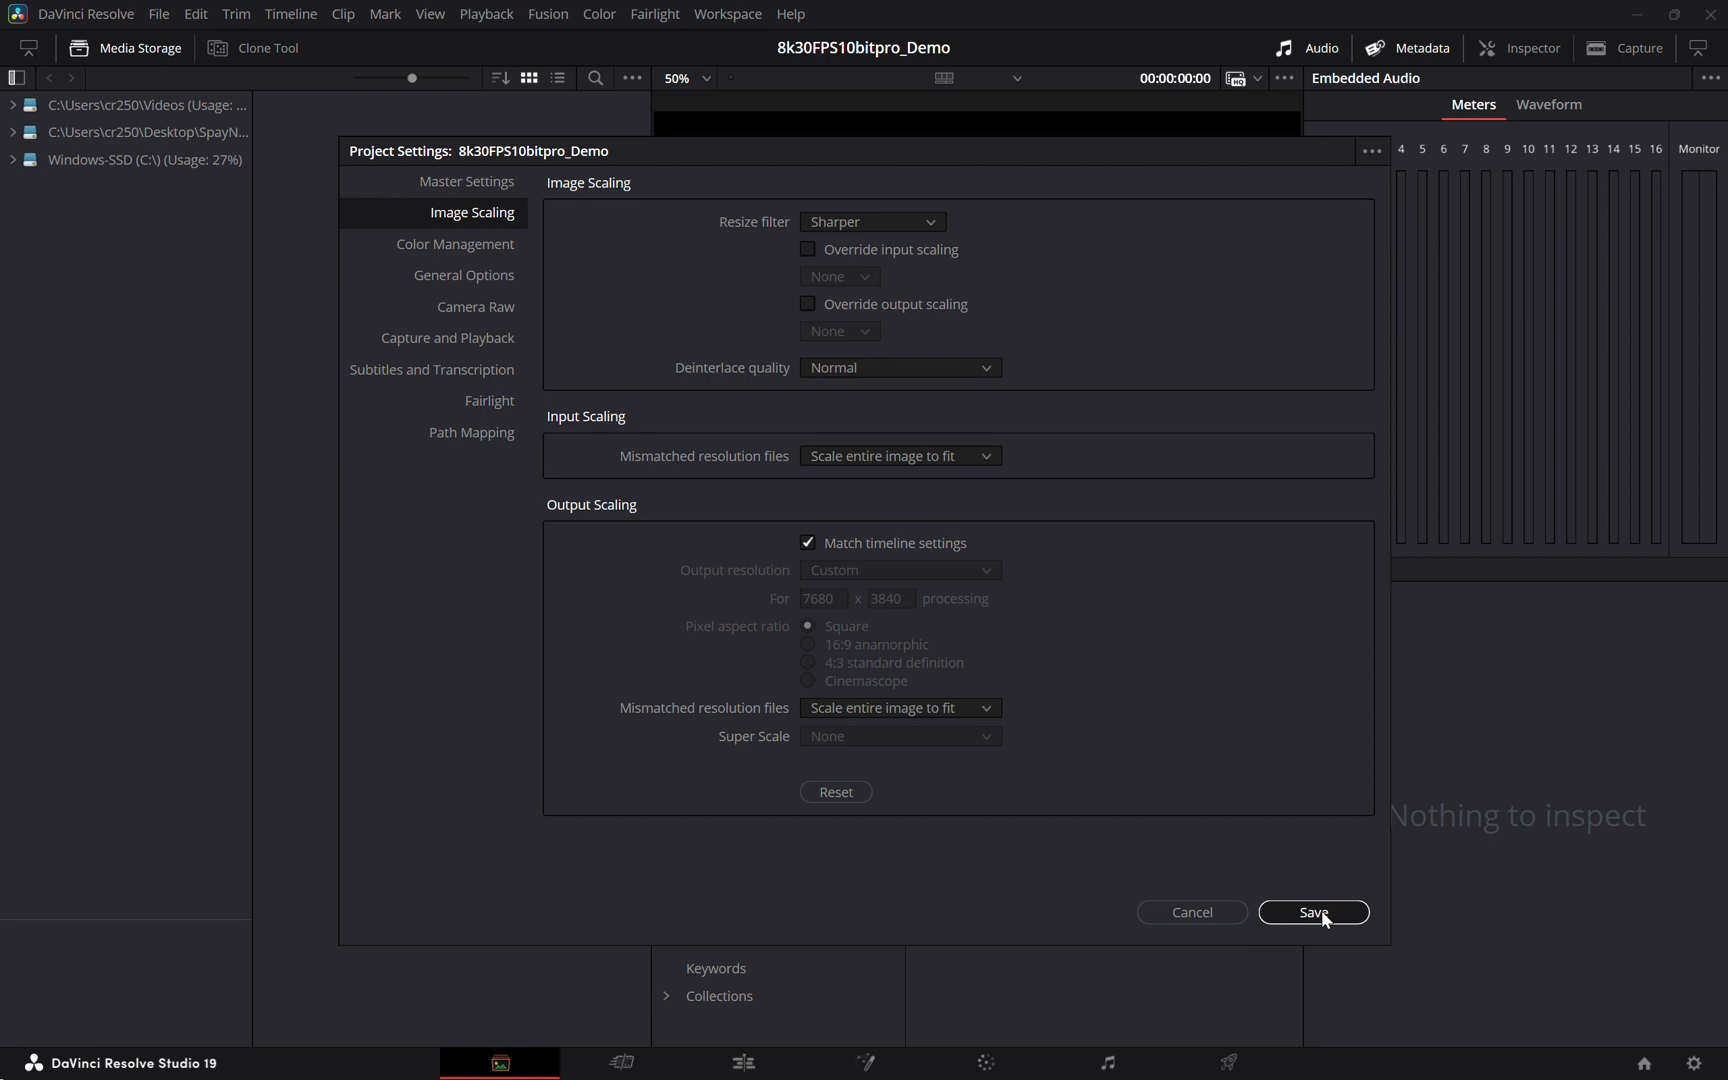 DaVinci Resolve File Edit Trim Timeline Clip Mark View Playback Fusion Color Fairlight Workspace Help
Media Storage Clone Tool 8k30FPS10bitpro_Demo Audio Metadata Inspector Capture
50% 00:00:00:00 Embedded Audio
C:\Users\cr250\Videos (Usage: ...
C:\Users\cr250\Desktop\SpayN...
Windows-SSD (C:\) (Usage: 27%)
Meters Waveform
4 5 6 7 8 9 10 11 12 13 14 15 16 Monitor
Project Settings: 8k30FPS10bitpro_Demo
Master Settings
Image Scaling
Color Management
General Options
Camera Raw
Capture and Playback
Subtitles and Transcription
Fairlight
Path Mapping
Image Scaling
Resize filter Sharper
Override input scaling
None
Override output scaling
None
Deinterlace quality Normal
Input Scaling
Mismatched resolution files Scale entire image to fit
Output Scaling
Match timeline settings
Output resolution Custom
For 7680 x 3840 processing
Pixel aspect ratio Square
16:9 anamorphic
4:3 standard definition
Cinemascope
Mismatched resolution files Scale entire image to fit
Super Scale None
Reset
Cancel Save
Nothing to inspect
Keywords
Collections
DaVinci Resolve Studio 19